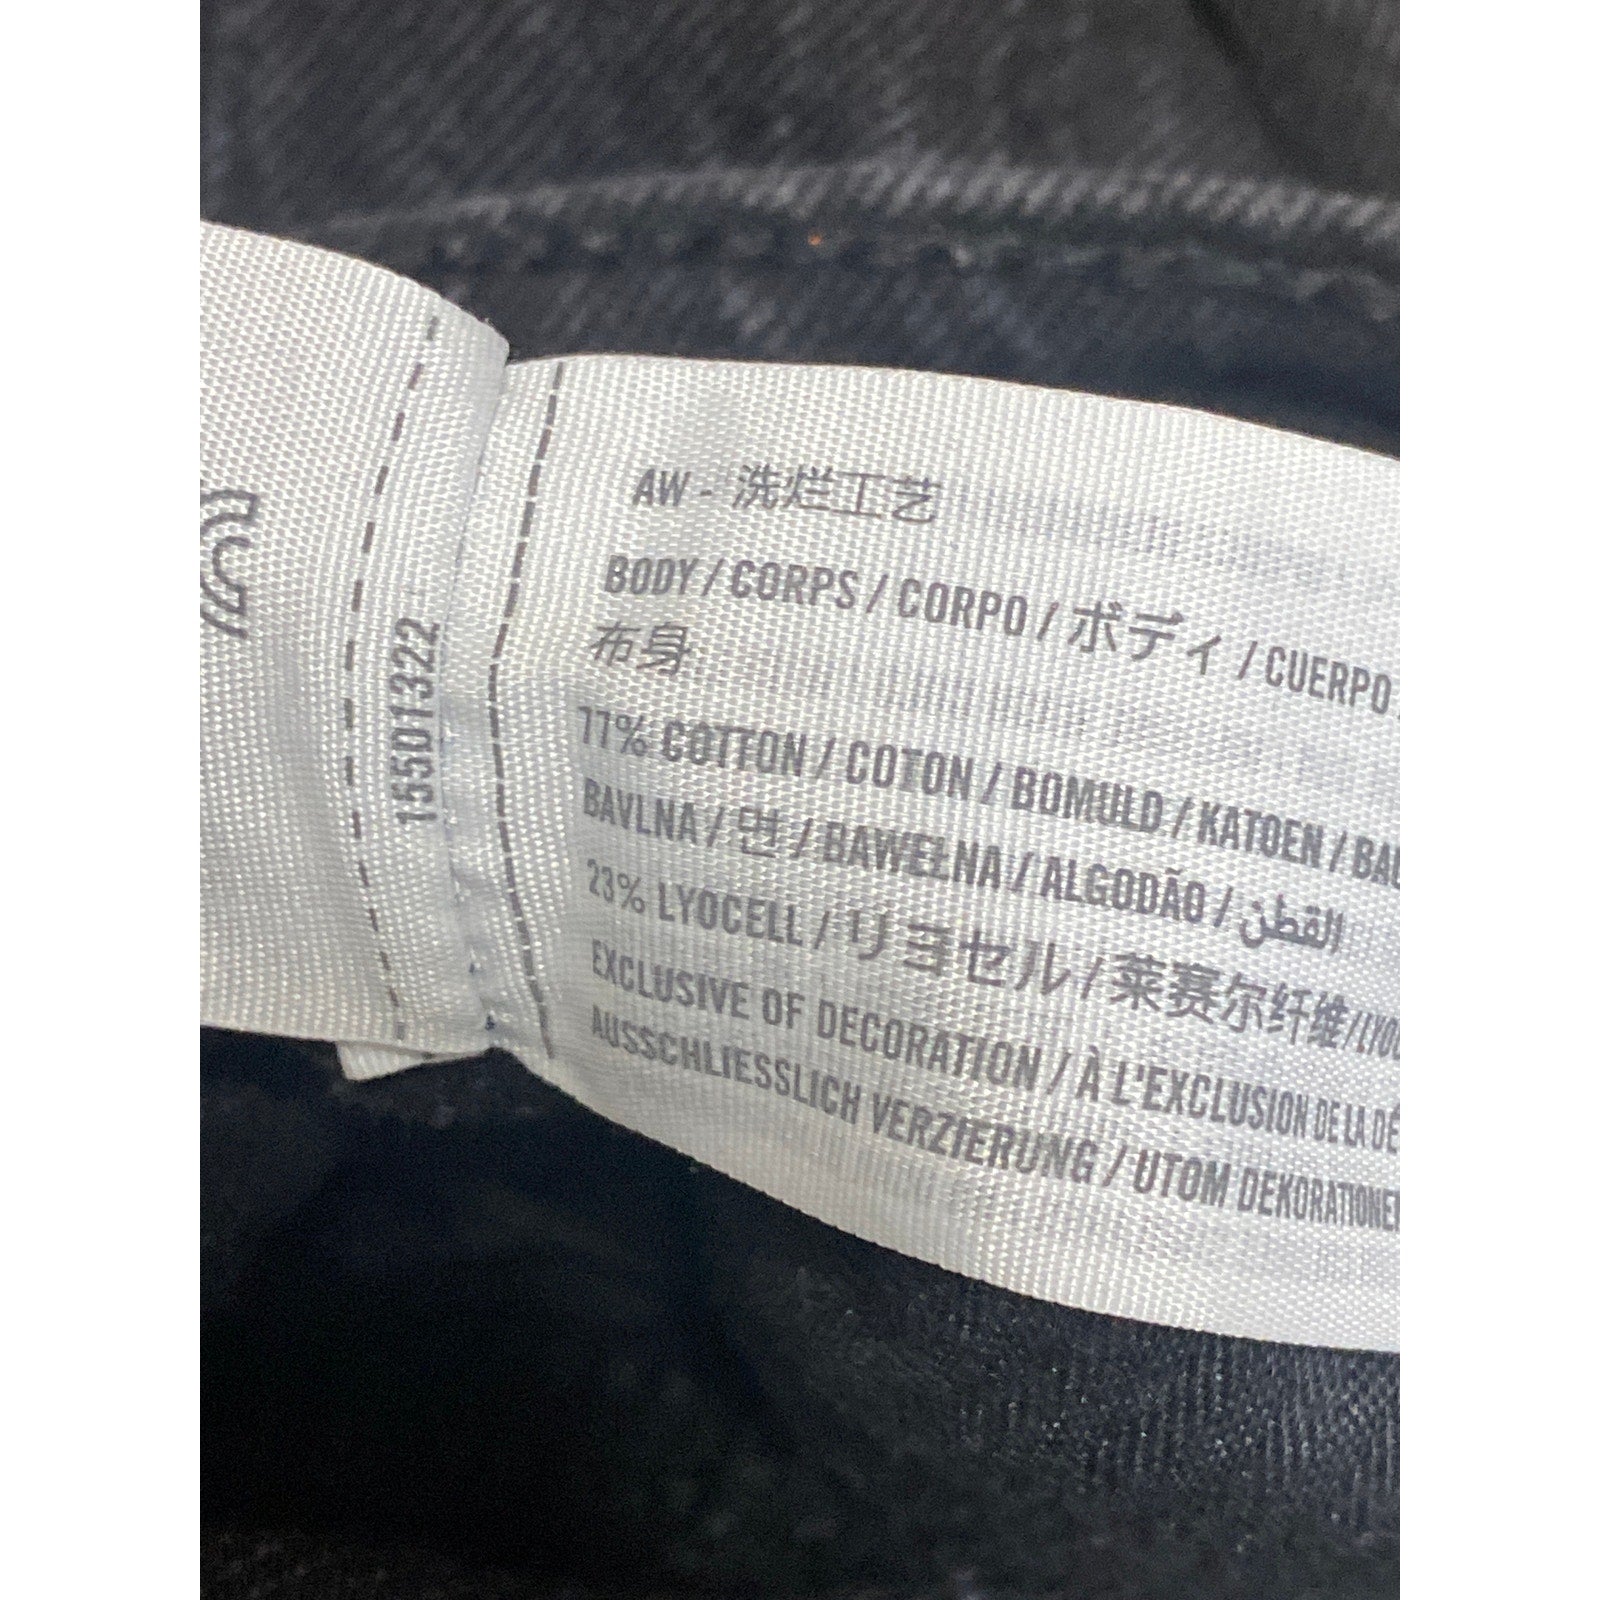 15501322
AW - 洗烂工艺
BODY / CORPS / CORPO / ボディ / CUERPO
布身
77% COTTON / COTON / BOMULD / KATOEN /
BAVLNA / 면 / BAWEŁNA / ALGODÃO / القطن
23% LYOCELL / リヨセル / 莱赛尔纤维 /
EXCLUSIVE OF DECORATION / À L'EXCLUSION DE LA
AUSSCHLIESSLICH VERZIERUNG / UTOM